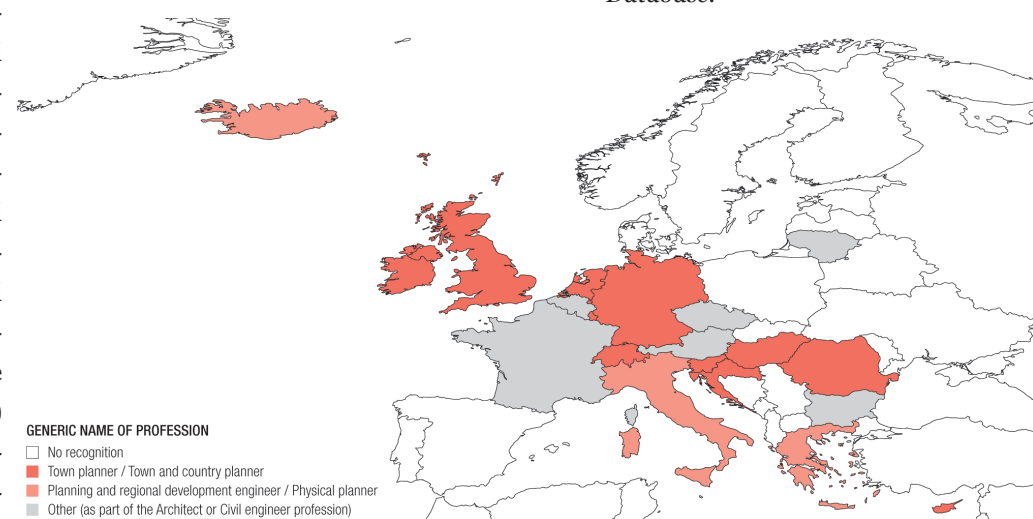 Database.
GENERIC NAME OF PROFESSION
No recognition
Town planner / Town and country planner
Planning and regional development engineer / Physical planner
Other (as part of the Architect or Civil engineer profession)